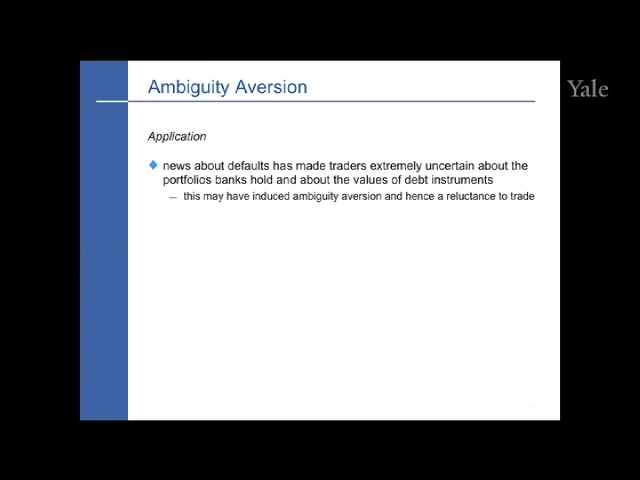 Ambiguity Aversion
Yale
Application
news about defaults has made traders extremely uncertain about the
portfolios banks hold and about the values of debt instruments
— this may have induced ambiguity aversion and hence a reluctance to trade